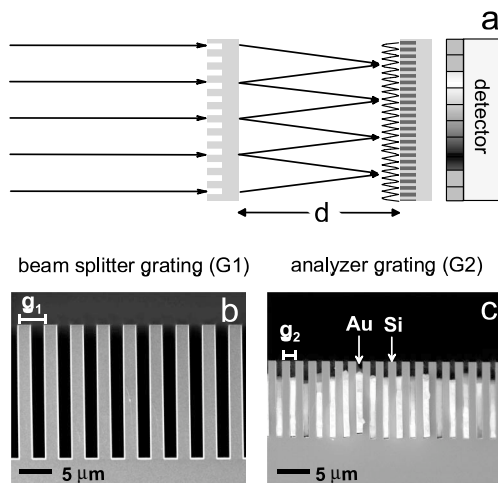 a
d
detector
beam splitter grating (G1)
analyzer grating (G2)
g1
b
5 μm
g2
Au
Si
c
5 μm